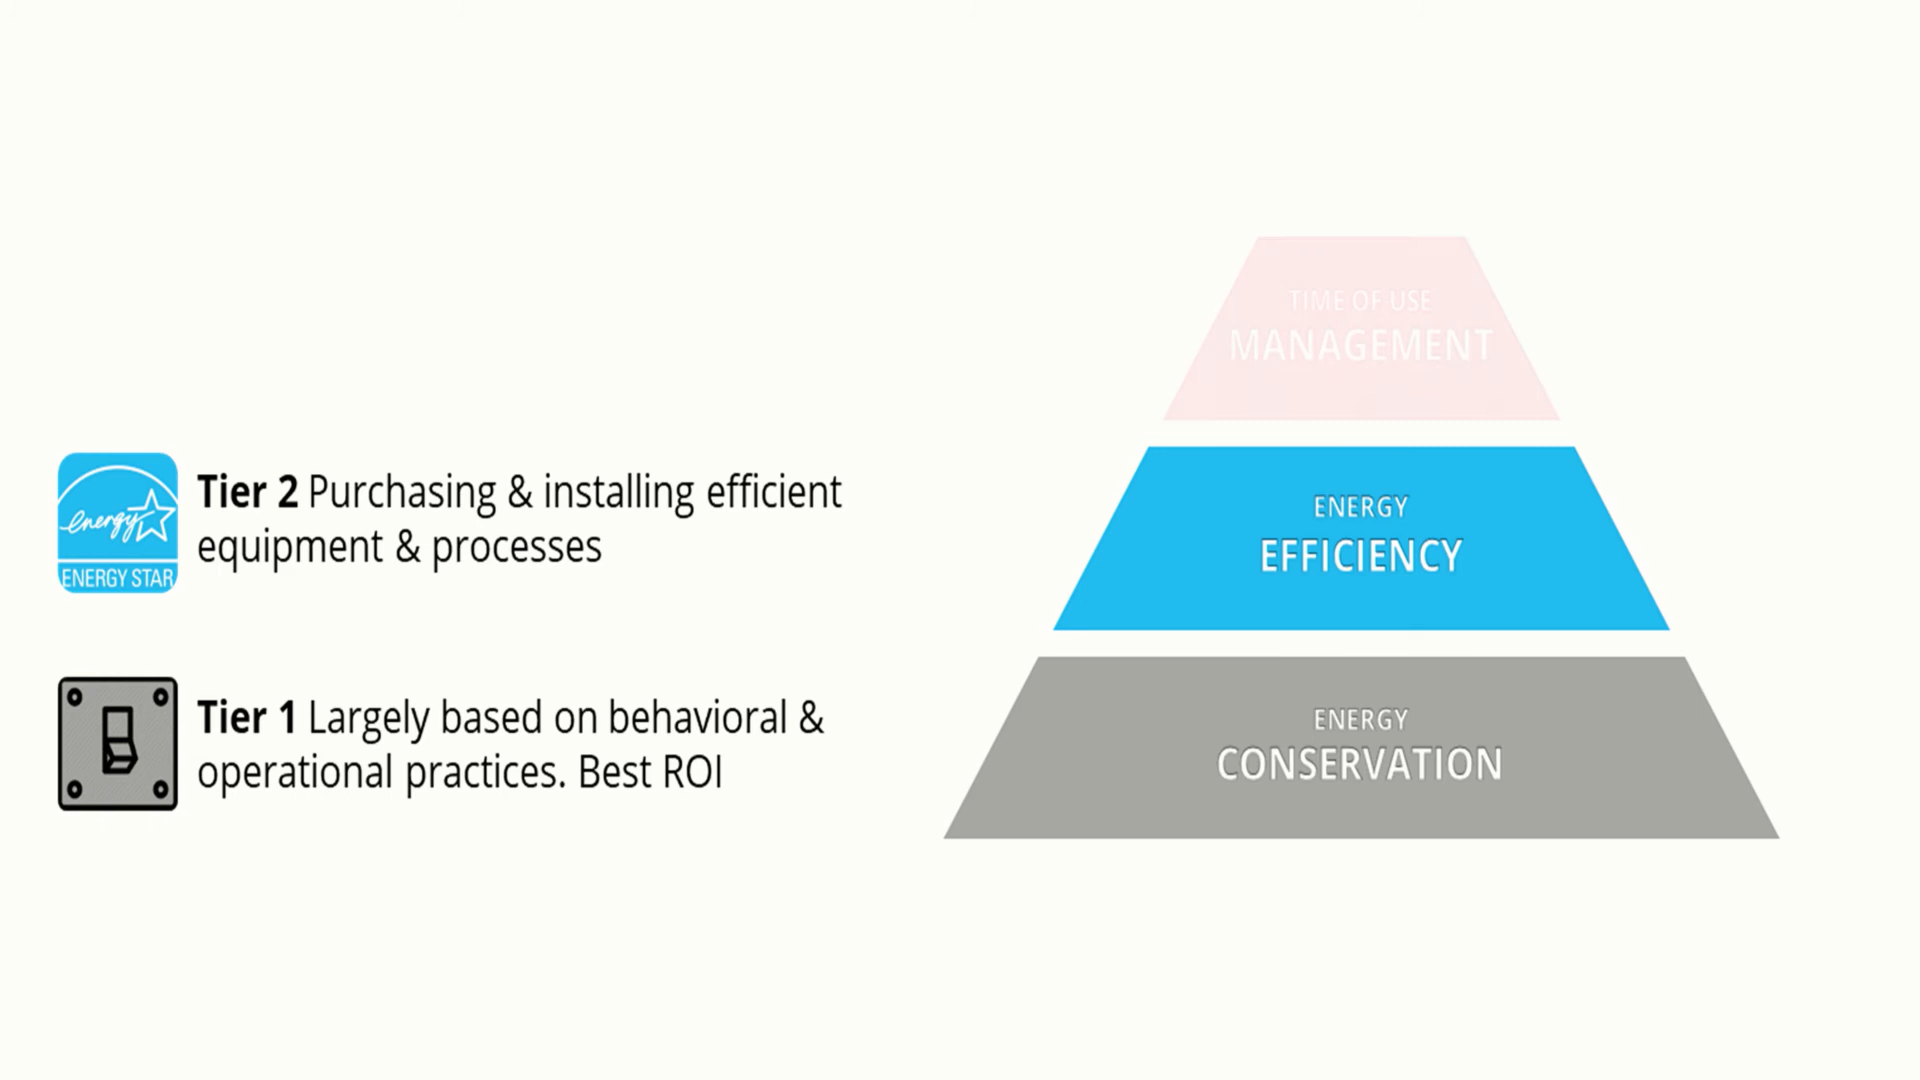 TIME OF USE
MANAGEMENT
energy
ENERGY STAR
Tier 2 Purchasing & installing efficient
equipment & processes
ENERGY
EFFICIENCY
Tier 1 Largely based on behavioral &
operational practices. Best ROI
ENERGY
CONSERVATION